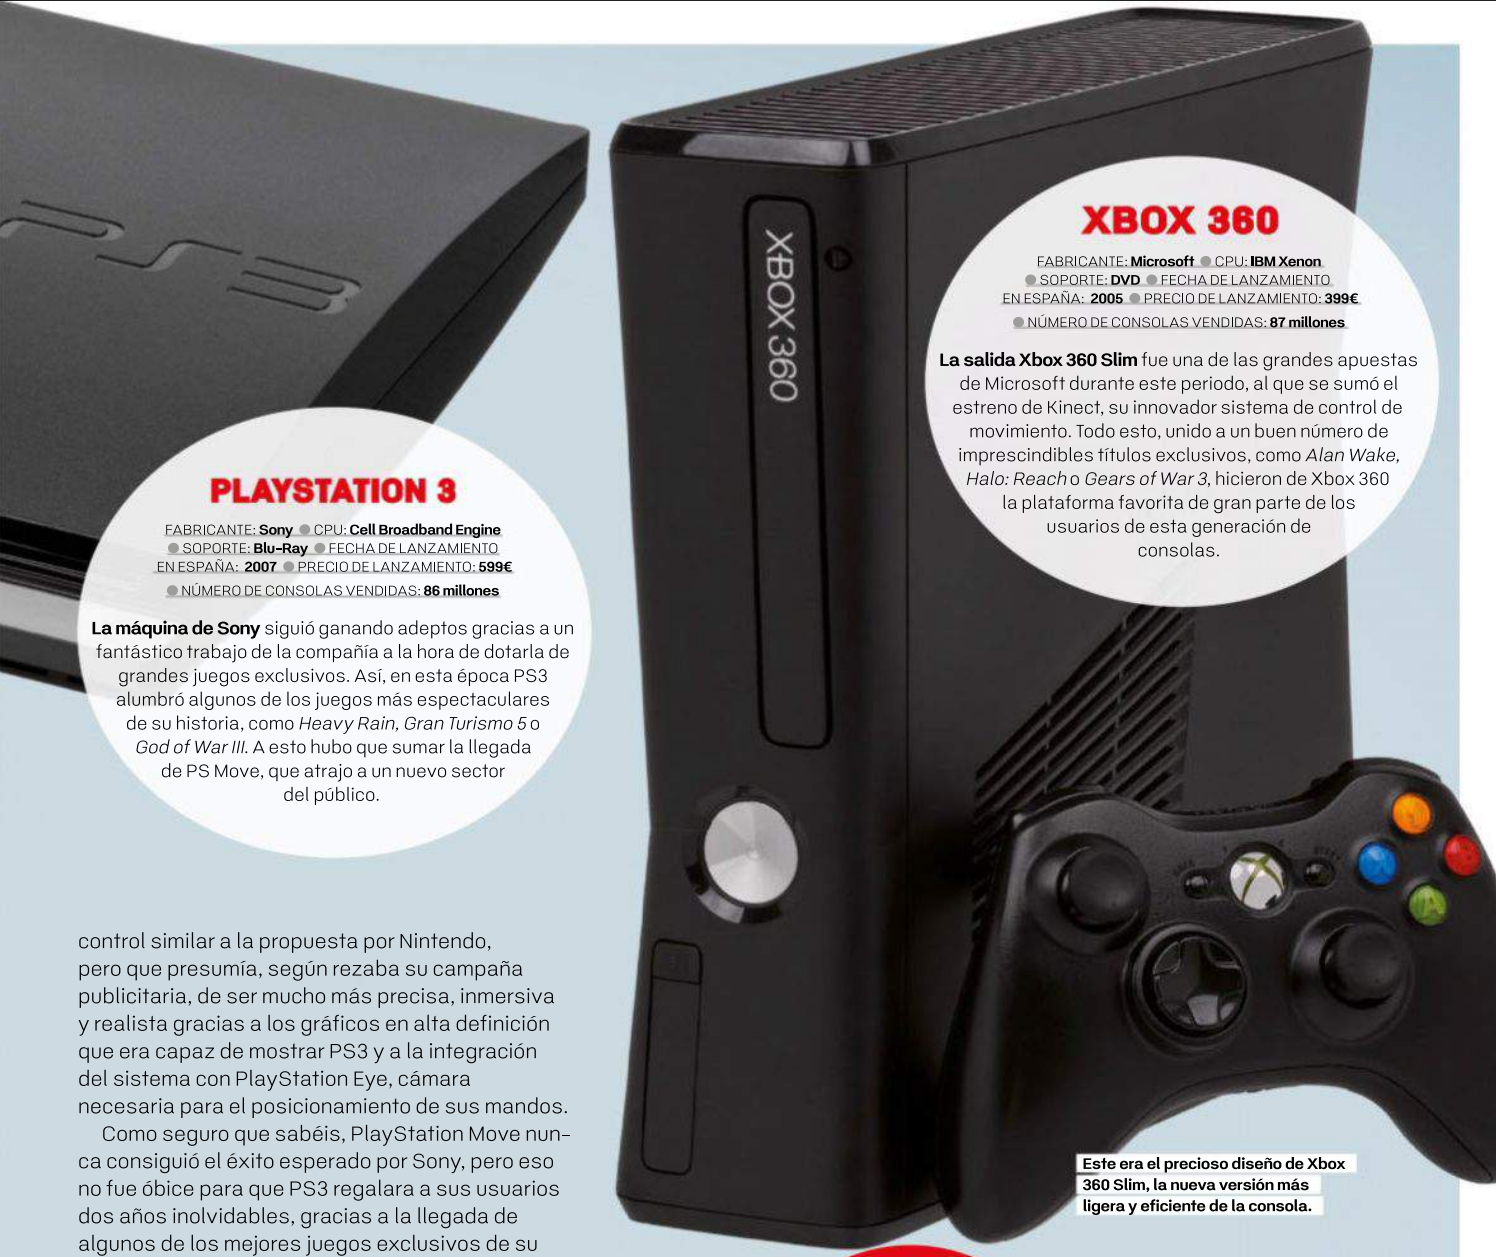 PS3
XBOX 360
XBOX 360
FABRICANTE: Microsoft ● CPU: IBM Xenon
● SOPORTE: DVD ● FECHA DE LANZAMIENTO
EN ESPAÑA: 2005 ● PRECIO DE LANZAMIENTO: 399€
● NÚMERO DE CONSOLAS VENDIDAS: 87 millones
La salida Xbox 360 Slim fue una de las grandes apuestas
de Microsoft durante este periodo, al que se sumó el
estreno de Kinect, su innovador sistema de control de
movimiento. Todo esto, unido a un buen número de
imprescindibles títulos exclusivos, como Alan Wake,
Halo: Reach o Gears of War 3, hicieron de Xbox 360
la plataforma favorita de gran parte de los
usuarios de esta generación de
consolas.
PLAYSTATION 3
FABRICANTE: Sony ● CPU: Cell Broadband Engine
● SOPORTE: Blu-Ray ● FECHA DE LANZAMIENTO
EN ESPAÑA: 2007 ● PRECIO DE LANZAMIENTO: 599€
● NÚMERO DE CONSOLAS VENDIDAS: 86 millones
La máquina de Sony siguió ganando adeptos gracias a un
fantástico trabajo de la compañía a la hora de dotarla de
grandes juegos exclusivos. Así, en esta época PS3
alumbró algunos de los juegos más espectaculares
de su historia, como Heavy Rain, Gran Turismo 5 o
God of War III. A esto hubo que sumar la llegada
de PS Move, que atrajo a un nuevo sector
del público.
control similar a la propuesta por Nintendo,
pero que presumía, según rezaba su campaña
publicitaria, de ser mucho más precisa, inmersiva
y realista gracias a los gráficos en alta definición
que era capaz de mostrar PS3 y a la integración
del sistema con PlayStation Eye, cámara
necesaria para el posicionamiento de sus mandos.
Como seguro que sabéis, PlayStation Move nun-
ca consiguió el éxito esperado por Sony, pero eso
no fue óbice para que PS3 regalara a sus usuarios
dos años inolvidables, gracias a la llegada de
algunos de los mejores juegos exclusivos de su
Este era el precioso diseño de Xbox
360 Slim, la nueva versión más
ligera y eficiente de la consola.